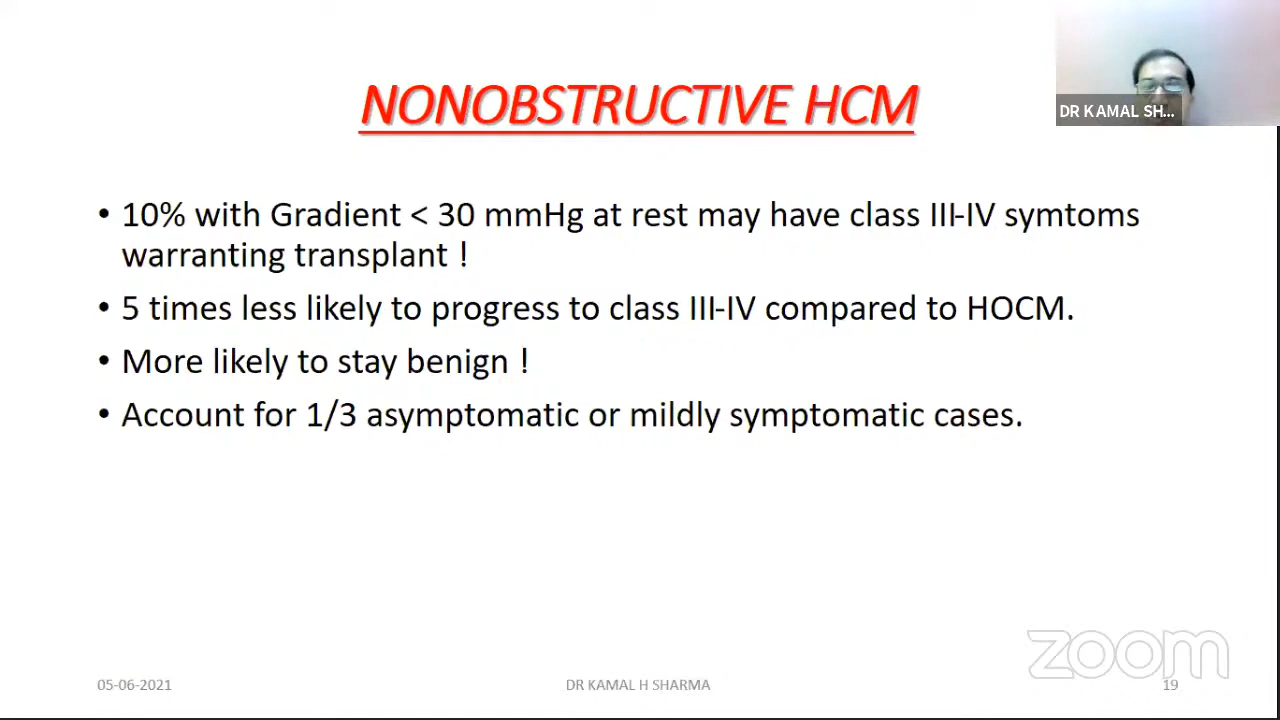 NONOBSTRUCTIVE HCM
DR KAMAL SH...
• 10% with Gradient < 30 mmHg at rest may have class III-IV symtoms
warranting transplant !
• 5 times less likely to progress to class III-IV compared to HOCM.
• More likely to stay benign !
• Account for 1/3 asymptomatic or mildly symptomatic cases.
zoom
05-06-2021
DR KAMAL H SHARMA
19